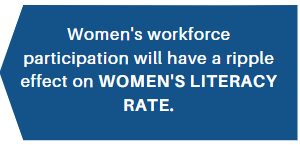 Women's workforce
participation will have a ripple
effect on WOMEN'S LITERACY
RATE.